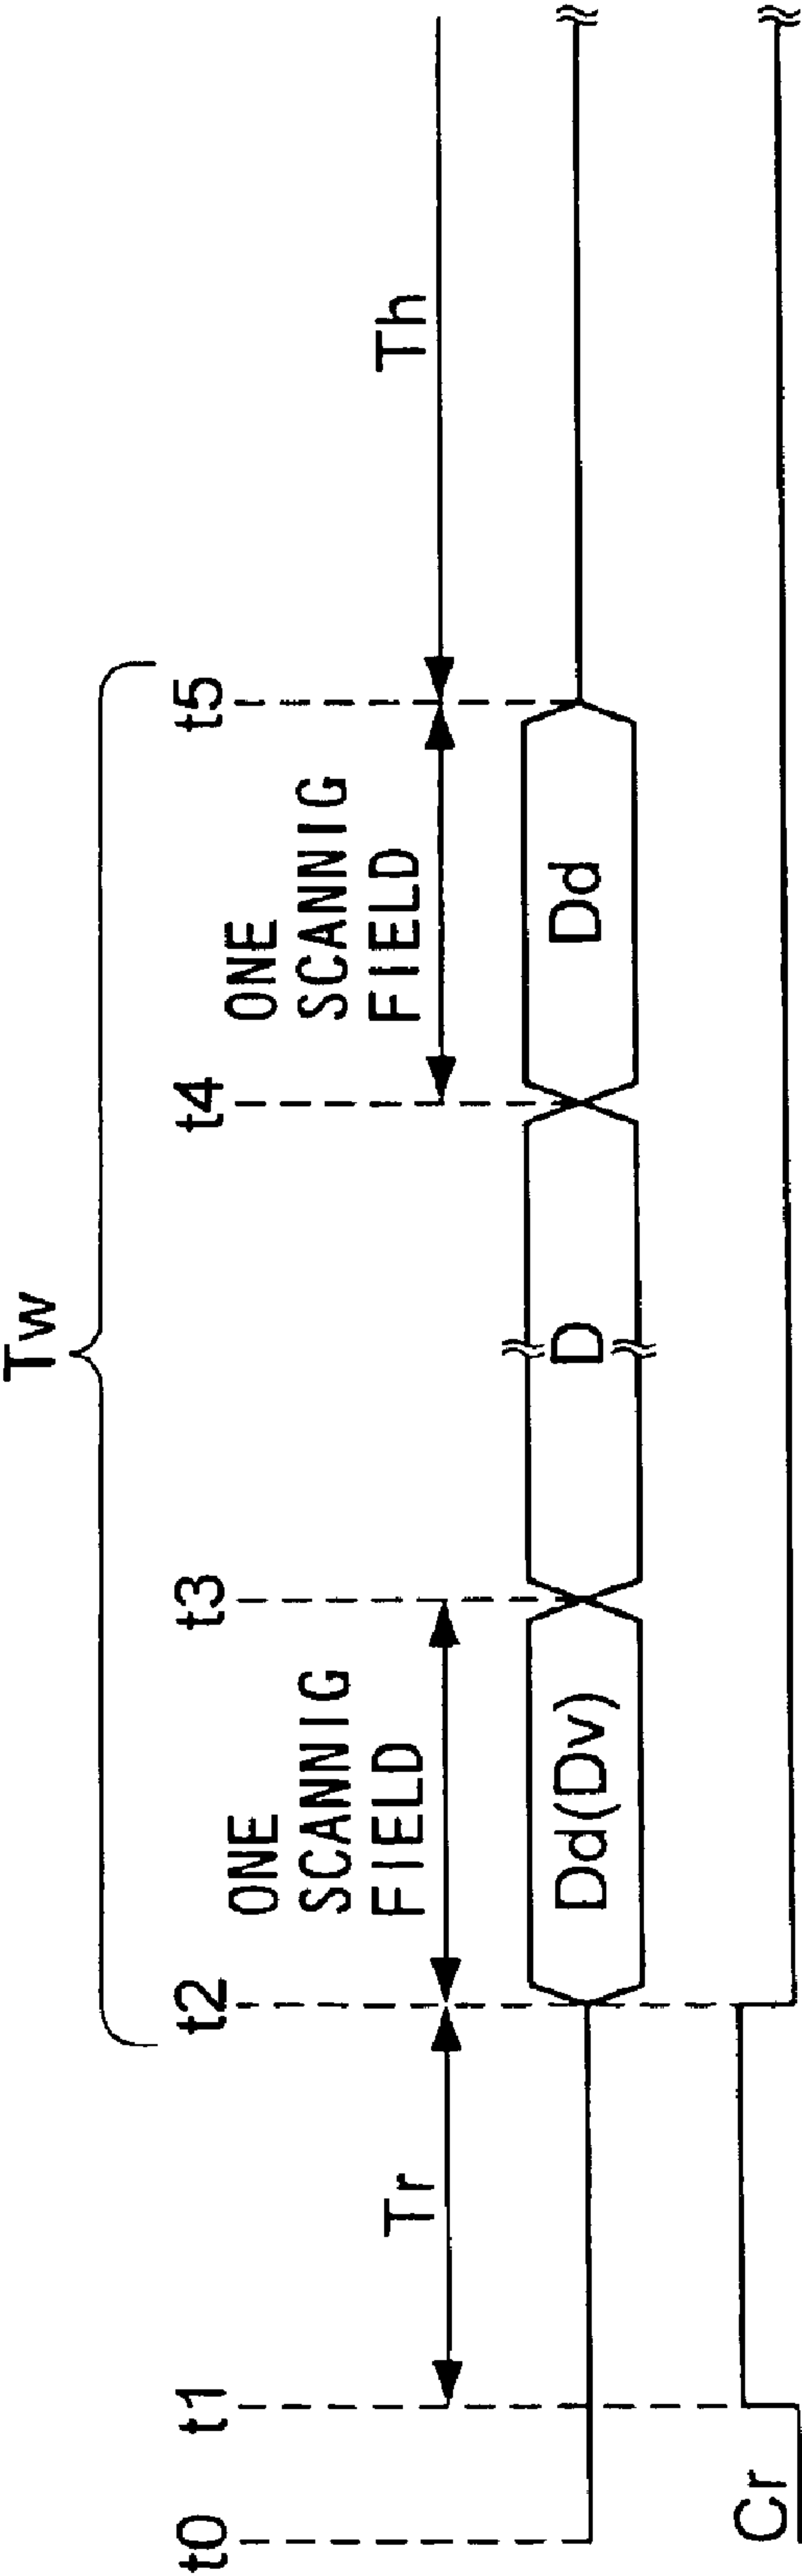 Tw
t0 t1 t2 t3 t4 t5
ONE
SCANNIG
FIELD
ONE
SCANNIG
FIELD
Tr
Th
Dd(Dv)
D
Dd
Cr